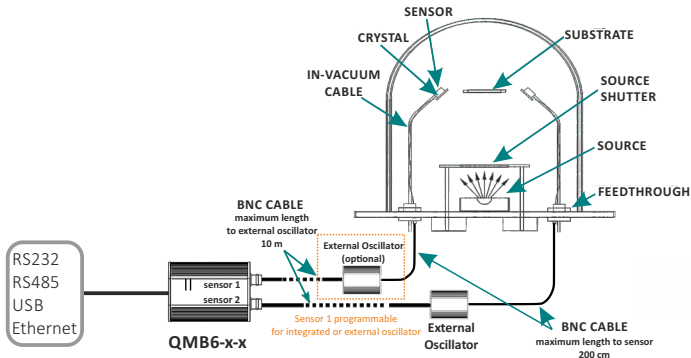 SENSOR
CRYSTAL
SUBSTRATE
IN-VACUUM
CABLE
SOURCE
SHUTTER
SOURCE
FEEDTHROUGH
BNC CABLE
maximum length
to external oscillator
10 m
External Oscillator
(optional)
RS232
RS485
USB
Ethernet
sensor 1
sensor 2
QMB6-x-x
Sensor 1 programmable
for integrated or external oscillator
External
Oscillator
BNC CABLE
maximum length to sensor
200 cm